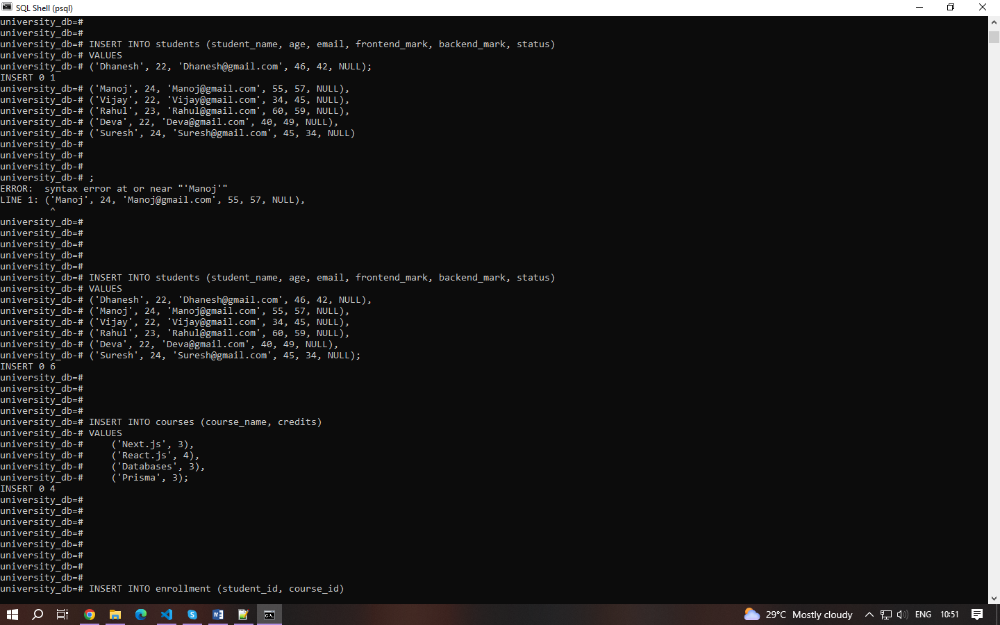 SQL Shell (psql)
university_db=#
university_db=#
university_db=# INSERT INTO students (student_name, age, email, frontend_mark, backend_mark, status)
university_db-# VALUES
university_db-# ('Dhanesh', 22, 'Dhanesh@gmail.com', 46, 42, NULL);
INSERT 0 1
university_db=# ('Manoj', 24, 'Manoj@gmail.com', 55, 57, NULL),
university_db-# ('Vijay', 22, 'Vijay@gmail.com', 34, 45, NULL),
university_db-# ('Rahul', 23, 'Rahul@gmail.com', 60, 59, NULL),
university_db-# ('Deva', 22, 'Deva@gmail.com', 40, 49, NULL),
university_db-# ('Suresh', 24, 'Suresh@gmail.com', 45, 34, NULL)
university_db-#
university_db-#
university_db-#
university_db-# ;
ERROR:  syntax error at or near "'Manoj'"
LINE 1: ('Manoj', 24, 'Manoj@gmail.com', 55, 57, NULL),
         ^
university_db=#
university_db=#
university_db=#
university_db=#
university_db=#
university_db=# INSERT INTO students (student_name, age, email, frontend_mark, backend_mark, status)
university_db-# VALUES
university_db-# ('Dhanesh', 22, 'Dhanesh@gmail.com', 46, 42, NULL),
university_db-# ('Manoj', 24, 'Manoj@gmail.com', 55, 57, NULL),
university_db-# ('Vijay', 22, 'Vijay@gmail.com', 34, 45, NULL),
university_db-# ('Rahul', 23, 'Rahul@gmail.com', 60, 59, NULL),
university_db-# ('Deva', 22, 'Deva@gmail.com', 40, 49, NULL),
university_db-# ('Suresh', 24, 'Suresh@gmail.com', 45, 34, NULL);
INSERT 0 6
university_db=#
university_db=#
university_db=#
university_db=#
university_db=# INSERT INTO courses (course_name, credits)
university_db-# VALUES
university_db-#     ('Next.js', 3),
university_db-#     ('React.js', 4),
university_db-#     ('Databases', 3),
university_db-#     ('Prisma', 3);
INSERT 0 4
university_db=#
university_db=#
university_db=#
university_db=#
university_db=#
university_db=#
university_db=#
university_db=#
university_db=# INSERT INTO enrollment (student_id, course_id)
29°C Mostly cloudy ENG 10:51